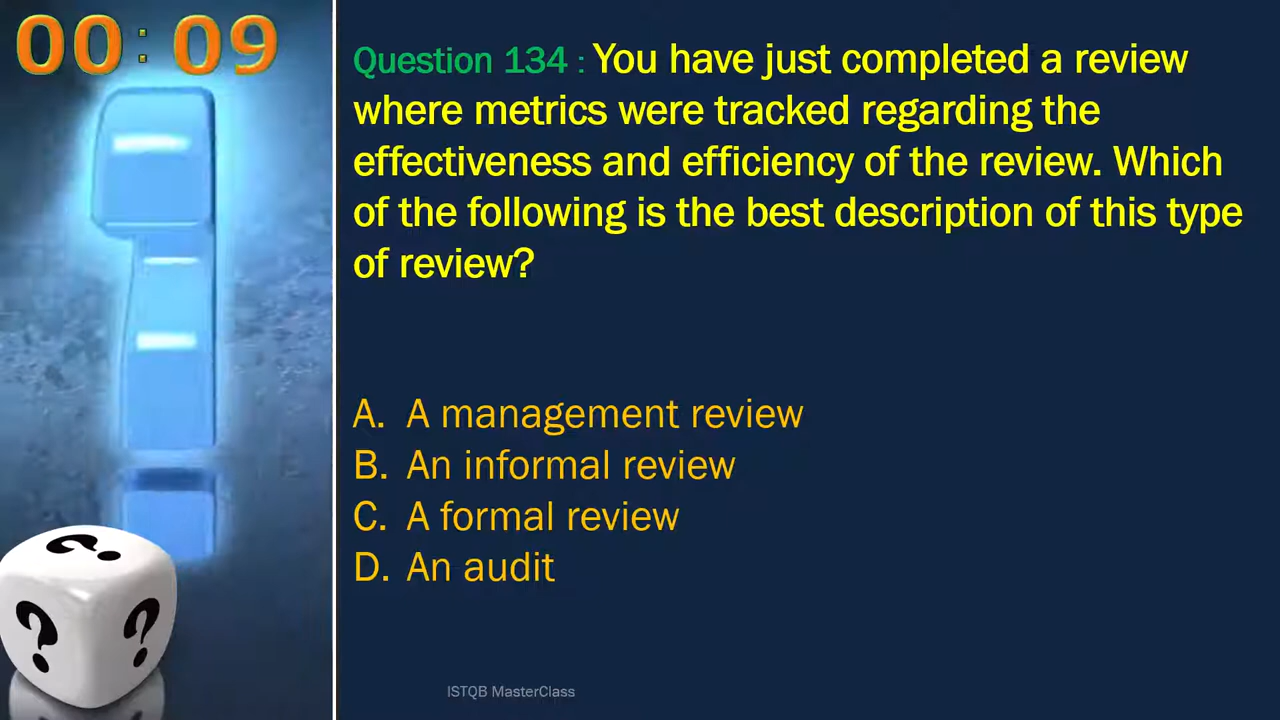 00:09
Question 134 : You have just completed a review
where metrics were tracked regarding the
effectiveness and efficiency of the review. Which
of the following is the best description of this type
of review?
A. A management review
B. An informal review
C. A formal review
D. An audit
? ? ?
ISTQB MasterClass